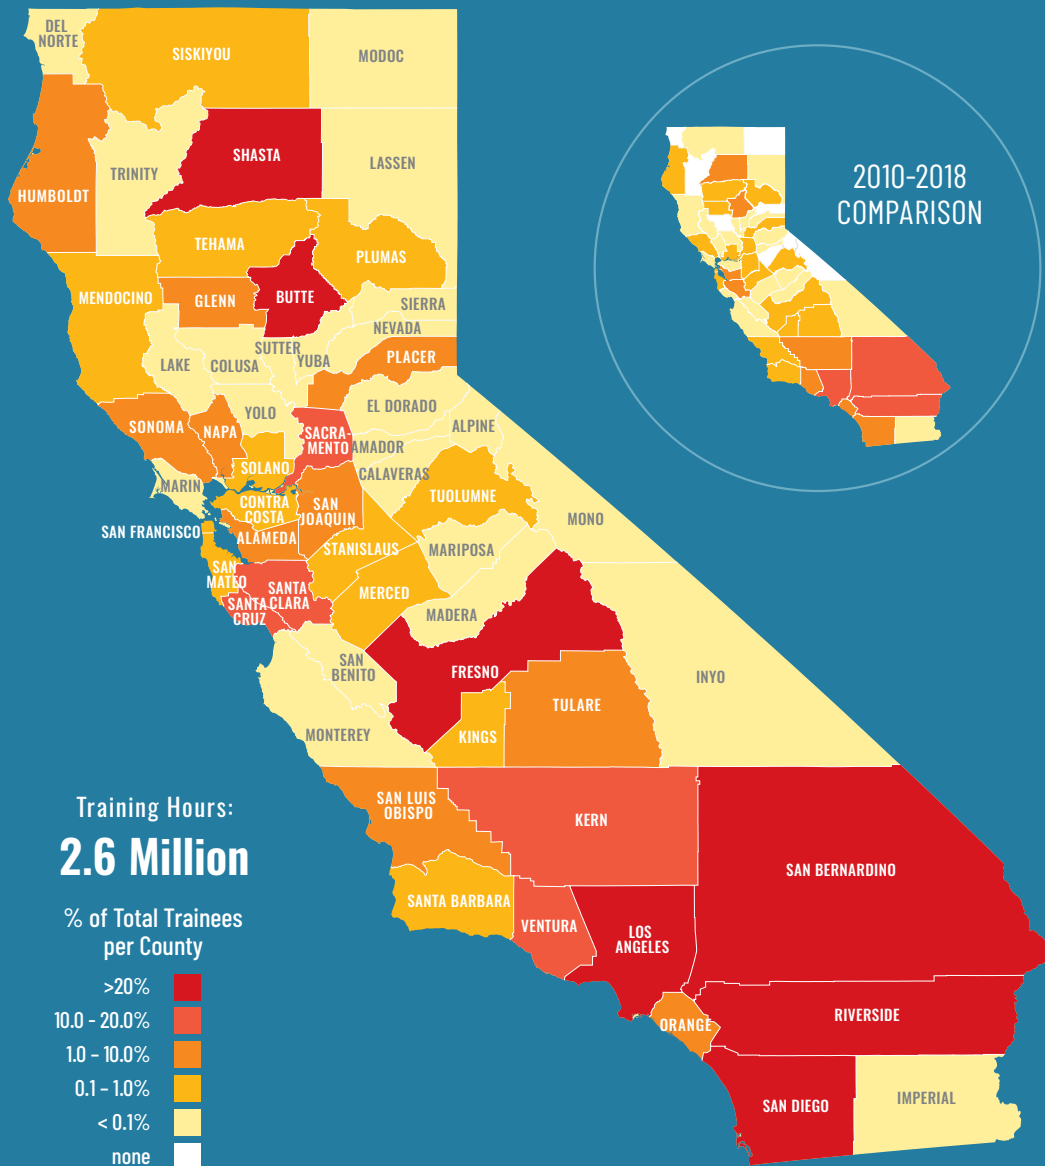 DEL
NORTE
SISKIYOU
MODOC
SHASTA
LASSEN
TRINITY
HUMBOLDT
TEHAMA
PLUMAS
MENDOCINO
GLENN
BUTTE
SIERRA
NEVADA
SUTTER
YUBA
PLACER
LAKE
COLUSA
EL DORADO
YOLO
SONOMA
NAPA
SACRA-
MENTO
ALPINE
AMADOR
SOLANO
CALAVERAS
MARIN
TUOLUMNE
CONTRA
COSTA
SAN
JOAQUIN
SAN FRANCISCO
ALAMEDA
MONO
STANISLAUS
MARIPOSA
SAN
MATEO
SANTA
CLARA
MERCED
SANTA
CRUZ
MADERA
SAN
BENITO
FRESNO
INYO
TULARE
MONTEREY
KINGS
SAN LUIS
OBISPO
KERN
SAN BERNARDINO
SANTA BARBARA
VENTURA
LOS
ANGELES
ORANGE
RIVERSIDE
SAN DIEGO
IMPERIAL
2010-2018
COMPARISON
Training Hours:
2.6 Million
% of Total Trainees
per County
>20%
10.0 - 20.0%
1.0 – 10.0%
0.1 – 1.0%
< 0.1%
none